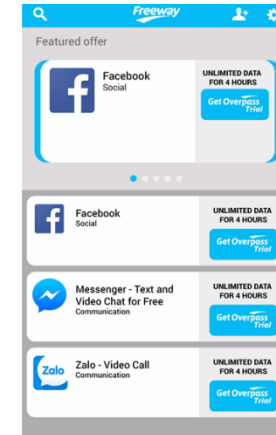 Freeway
Featured offer
Facebook
Social
UNLIMITED DATA
FOR 4 HOURS
Get Overpass
Trial
Facebook
Social
UNLIMITED DATA
FOR 4 HOURS
Get Overpass
Trial
Messenger - Text and
Video Chat for Free
Communication
UNLIMITED DATA
FOR 4 HOURS
Get Overpass
Trial
Zalo
Zalo - Video Call
Communication
UNLIMITED DATA
FOR 4 HOURS
Get Overpass
Trial